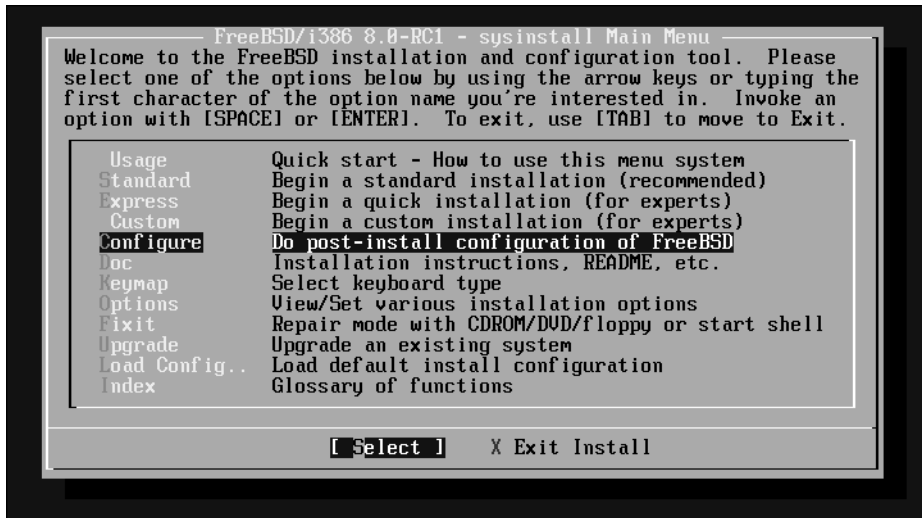 FreeBSD/i386 8.0-RC1 - sysinstall Main Menu
Welcome to the FreeBSD installation and configuration tool.  Please
select one of the options below by using the arrow keys or typing the
first character of the option name you're interested in.  Invoke an
option with [SPACE] or [ENTER].  To exit, use [TAB] to move to Exit.
Usage Quick start - How to use this menu system
Standard Begin a standard installation (recommended)
Express Begin a quick installation (for experts)
Custom Begin a custom installation (for experts)
Configure Do post-install configuration of FreeBSD
Doc Installation instructions, README, etc.
Keymap Select keyboard type
Options View/Set various installation options
Fixit Repair mode with CDROM/DVD/floppy or start shell
Upgrade Upgrade an existing system
Load Config.. Load default install configuration
Index Glossary of functions
[ Select ] X Exit Install